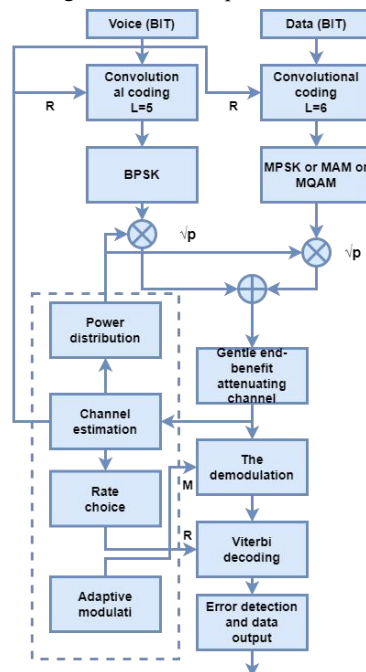 Voice (BIT)
Data (BIT)
Convolution
al coding
L=5
Convolutional
coding
L=6
R
R
BPSK
MPSK or MAM or
MQAM
√p
√p
Power
distribution
Gentle end-
benefit
attenuating
channel
Channel
estimation
The
demodulation
M
Rate
choice
R
Viterbi
decoding
Adaptive
modulati
Error detection
and data
output